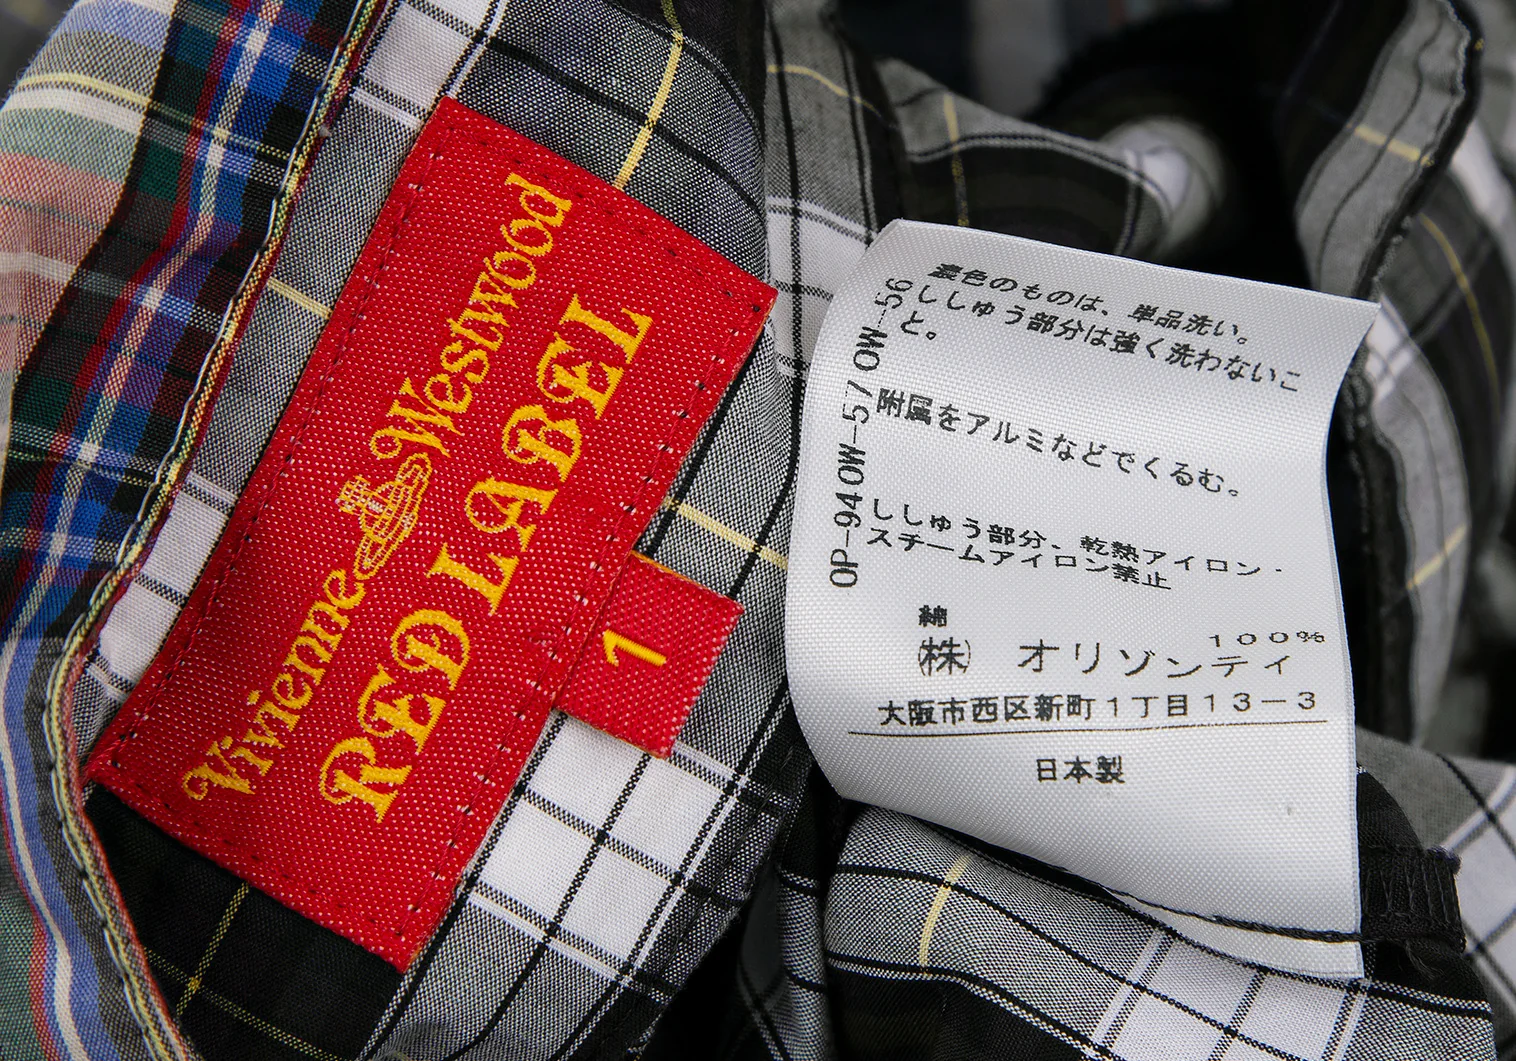 Vivienne Westwood
RED LABEL
1
濃色のものは、単品洗い。
ししゅう部分は強く洗わないこ
と。
附属をアルミなどでくるむ。
ししゅう部分、乾熱アイロン・
スチームアイロン禁止
綿
100%
㈱ オリゾンティ
大阪市西区新町1丁目13-3
日本製
OP-940W-57/0W-56